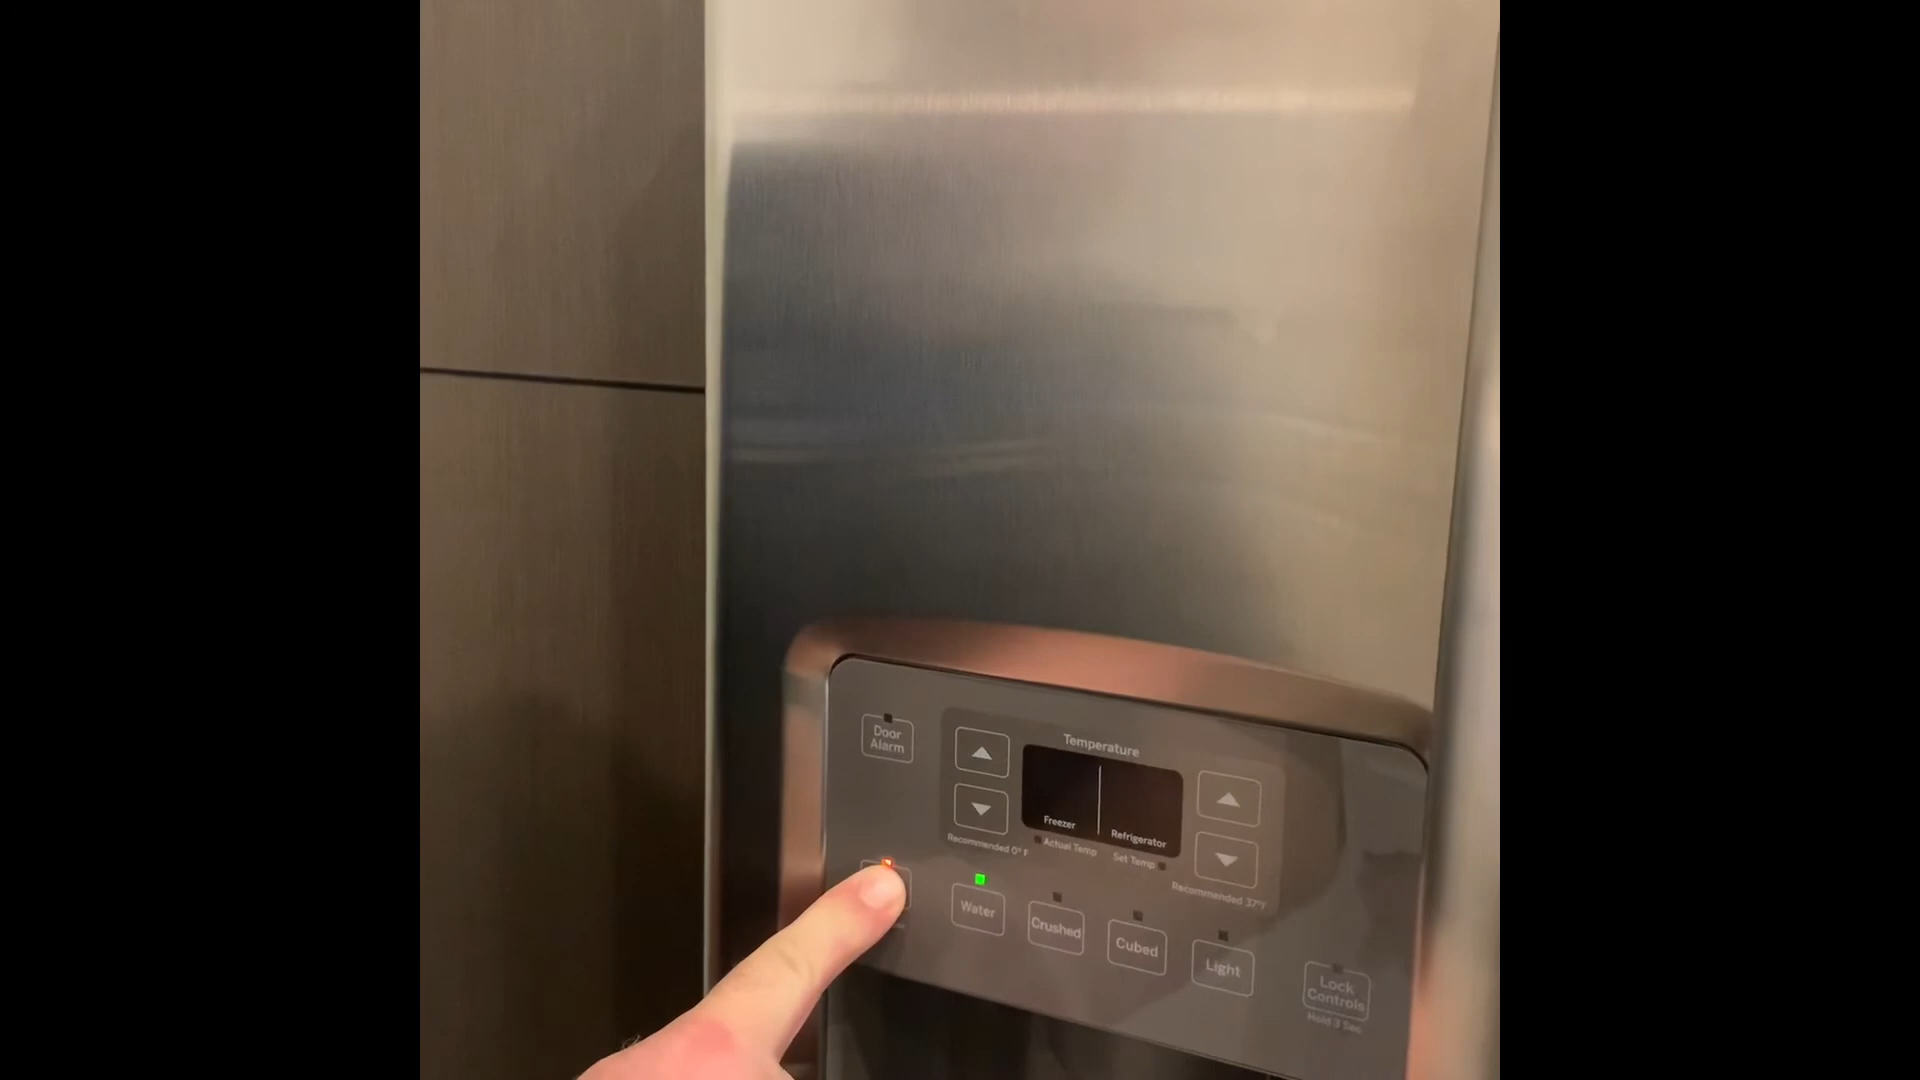 Door
Alarm
Temperature
Freezer
Refrigerator
Actual Temp
Set Temp
Recommended 0° F
Recommended 37°F
Water
Crushed
Cubed
Light
Lock
Controls
Hold 3 Sec